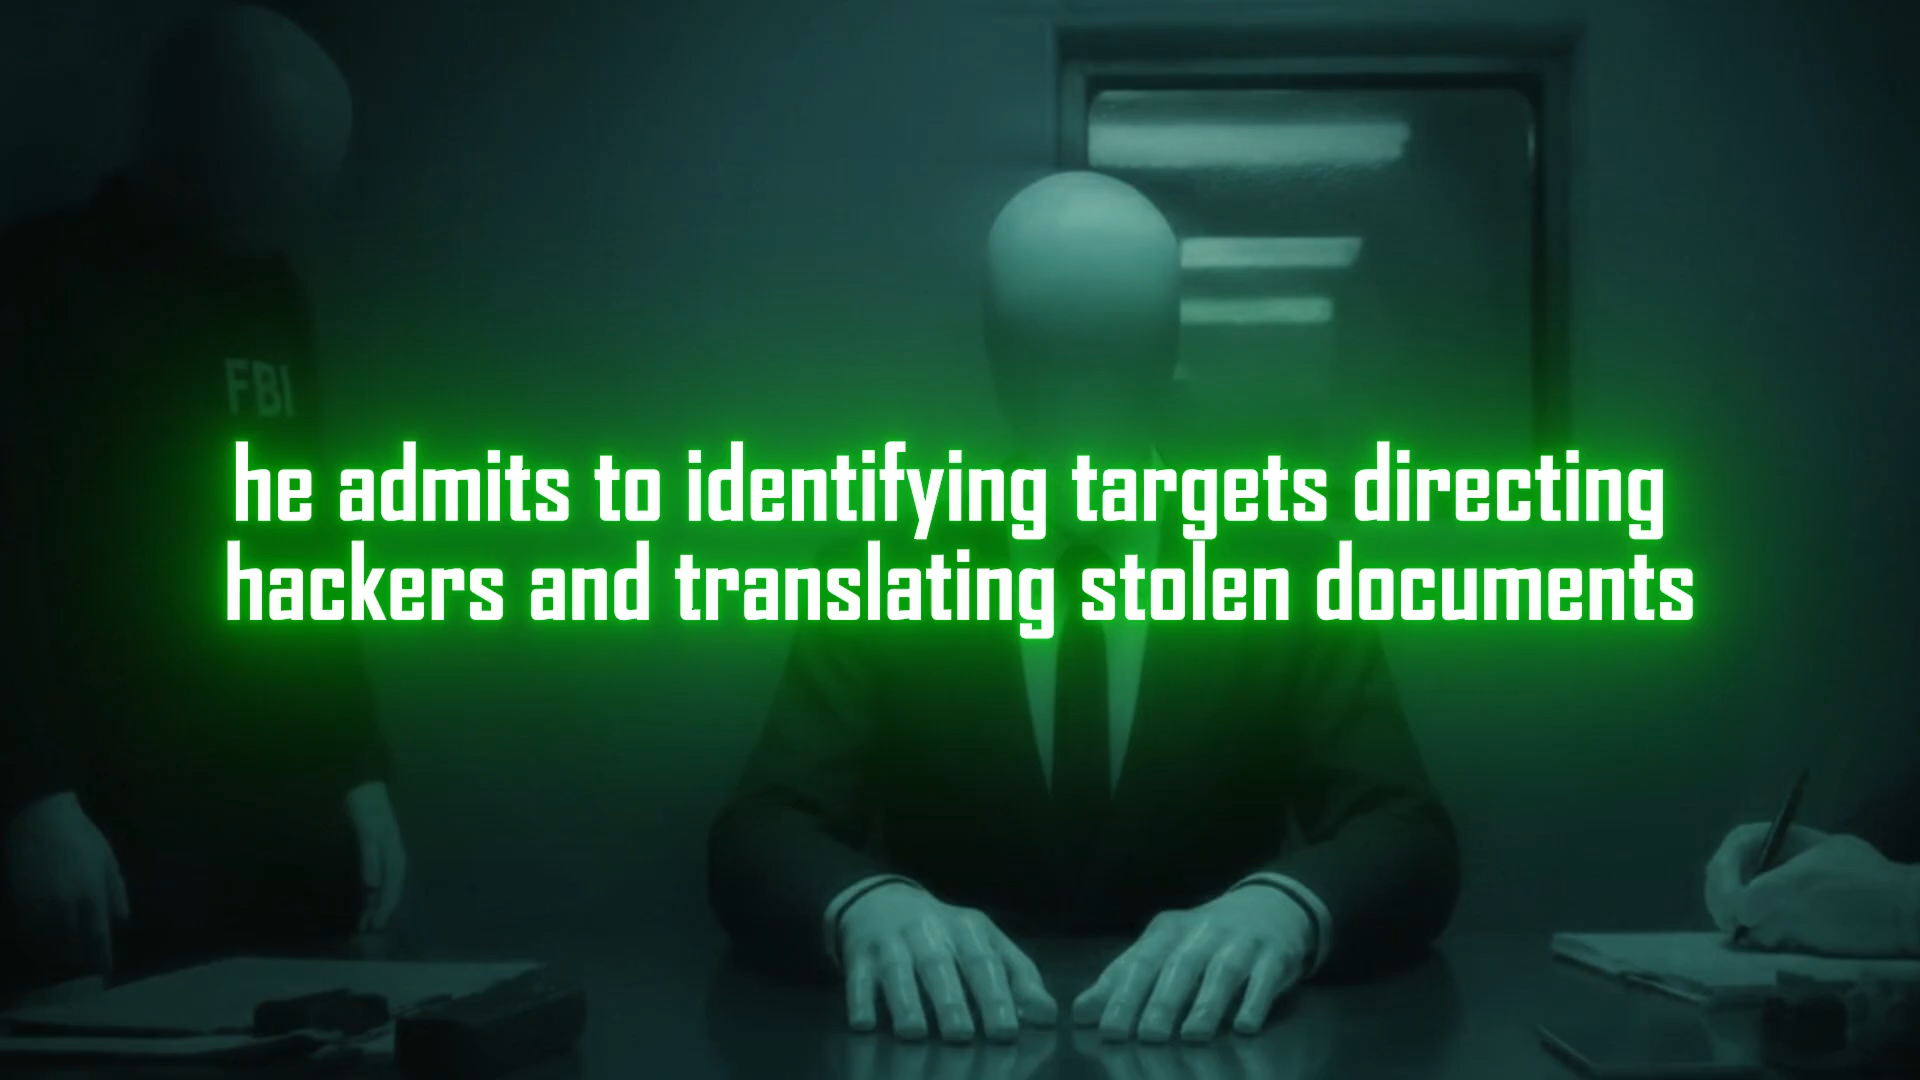 FBI
he admits to identifying targets directing
hackers and translating stolen documents